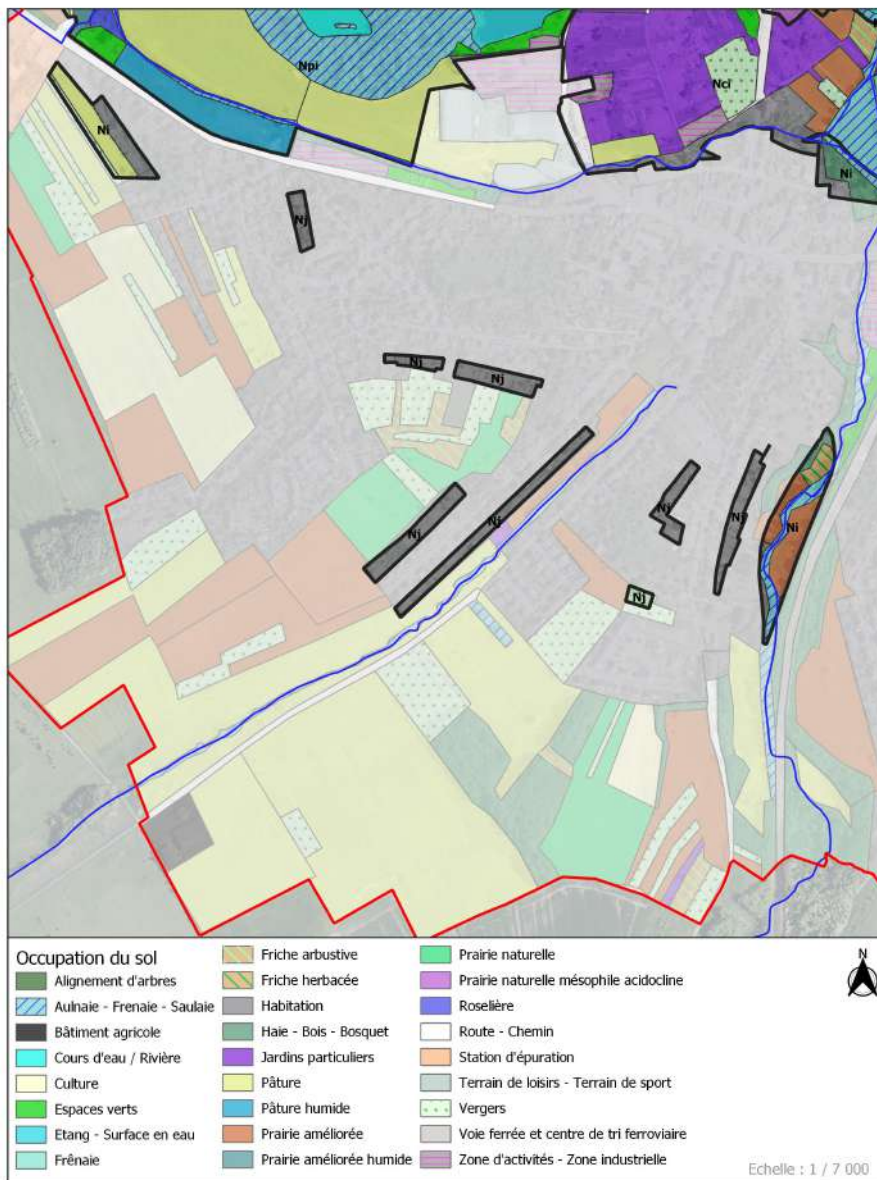 Npi
Nci
Ni
Ni
Nj
Nj
Nj
Nj
Nj
Nj
Nj
Ni
Nj
Occupation du sol
Alignement d'arbres
Aulnaie - Frenaie - Saulaie
Bâtiment agricole
Cours d'eau / Rivière
Culture
Espaces verts
Etang - Surface en eau
Frênaie
Friche arbustive
Friche herbacée
Habitation
Haie - Bois - Bosquet
Jardins particuliers
Pâture
Pâture humide
Prairie améliorée
Prairie améliorée humide
Prairie naturelle
Prairie naturelle mésophile acidocline
Roselière
Route - Chemin
Station d'épuration
Terrain de loisirs - Terrain de sport
Vergers
Voie ferrée et centre de tri ferroviaire
Zone d'activités - Zone industrielle
N
Echelle : 1 / 7 000